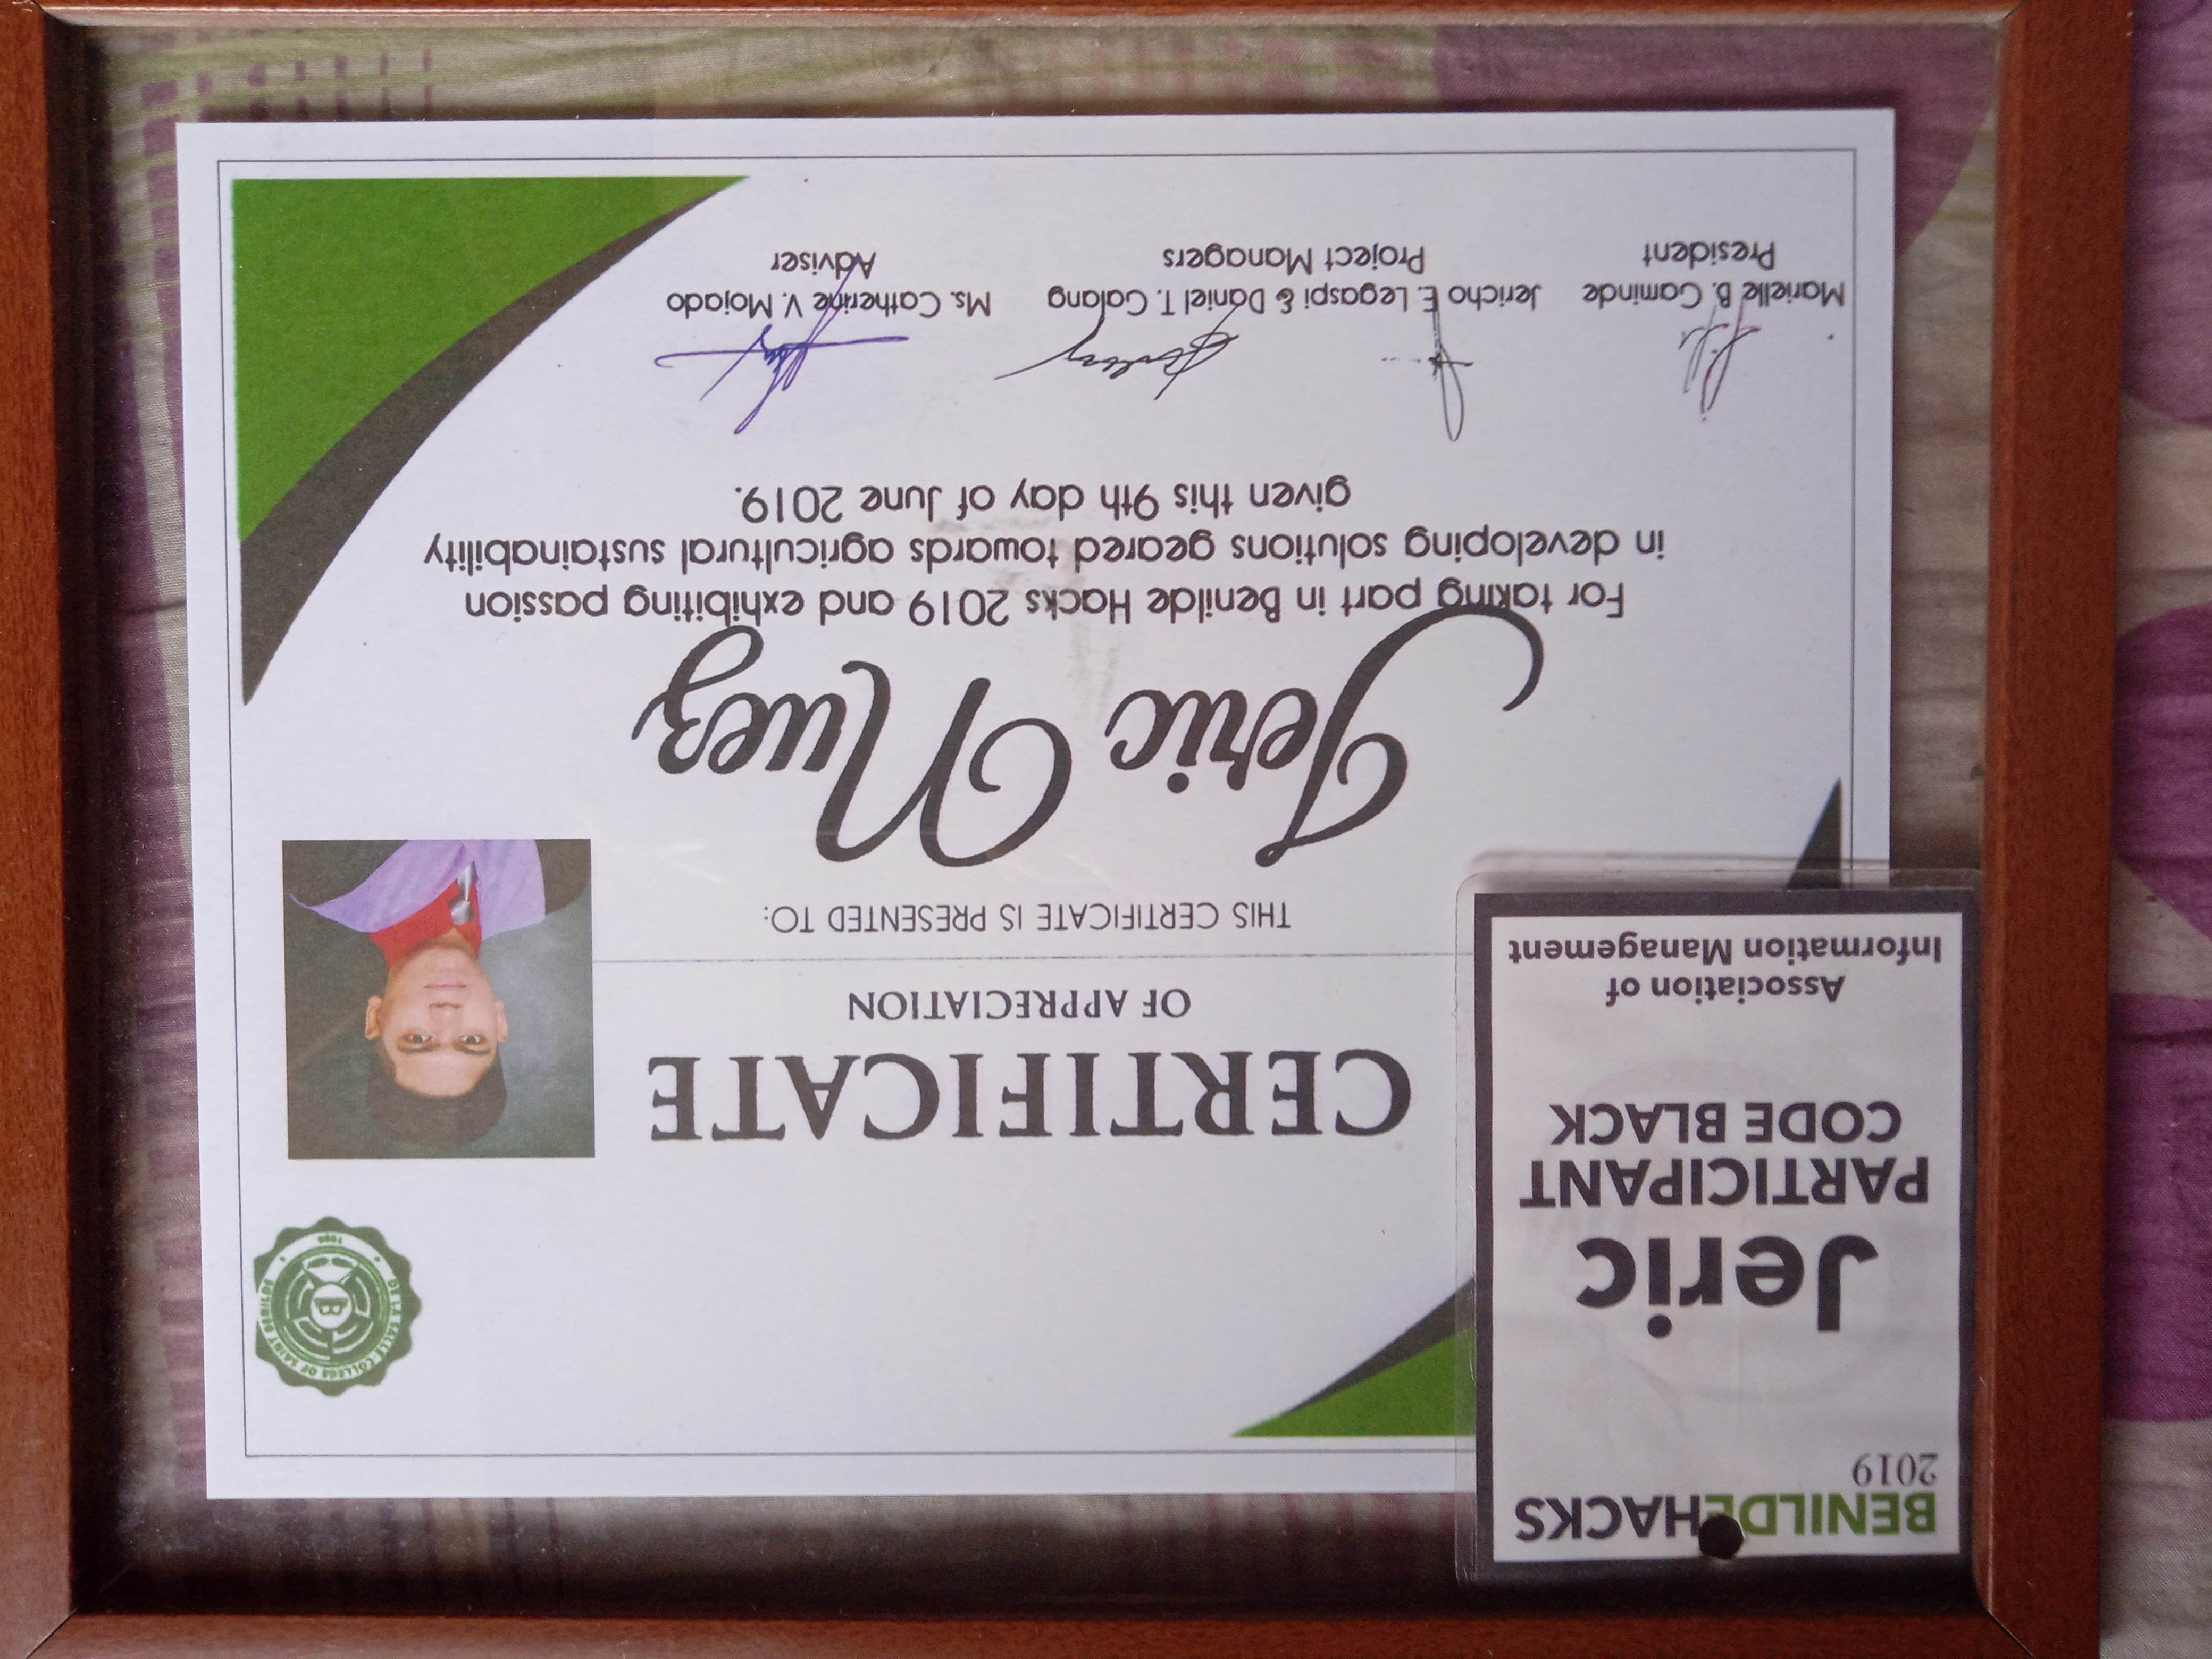 BENILDEHACKS
2019
Jeric
PARTICIPANT
CODE BLACK
Association of
Information Management
DE LA SALLE COLLEGE OF SAINT BENILDE
1988
CERTIFICATE
OF APPRECIATION
THIS CERTIFICATE IS PRESENTED TO:
Jeric Nuez
For taking part in Benilde Hacks 2019 and exhibiting passion
in developing solutions geared towards agricultural sustainability
given this 9th day of June 2019.
Marielle B. Gaminde
President
Jericho E. Legaspi & Daniel T. Galang
Project Managers
Ms. Catherine V. Mojado
Adviser